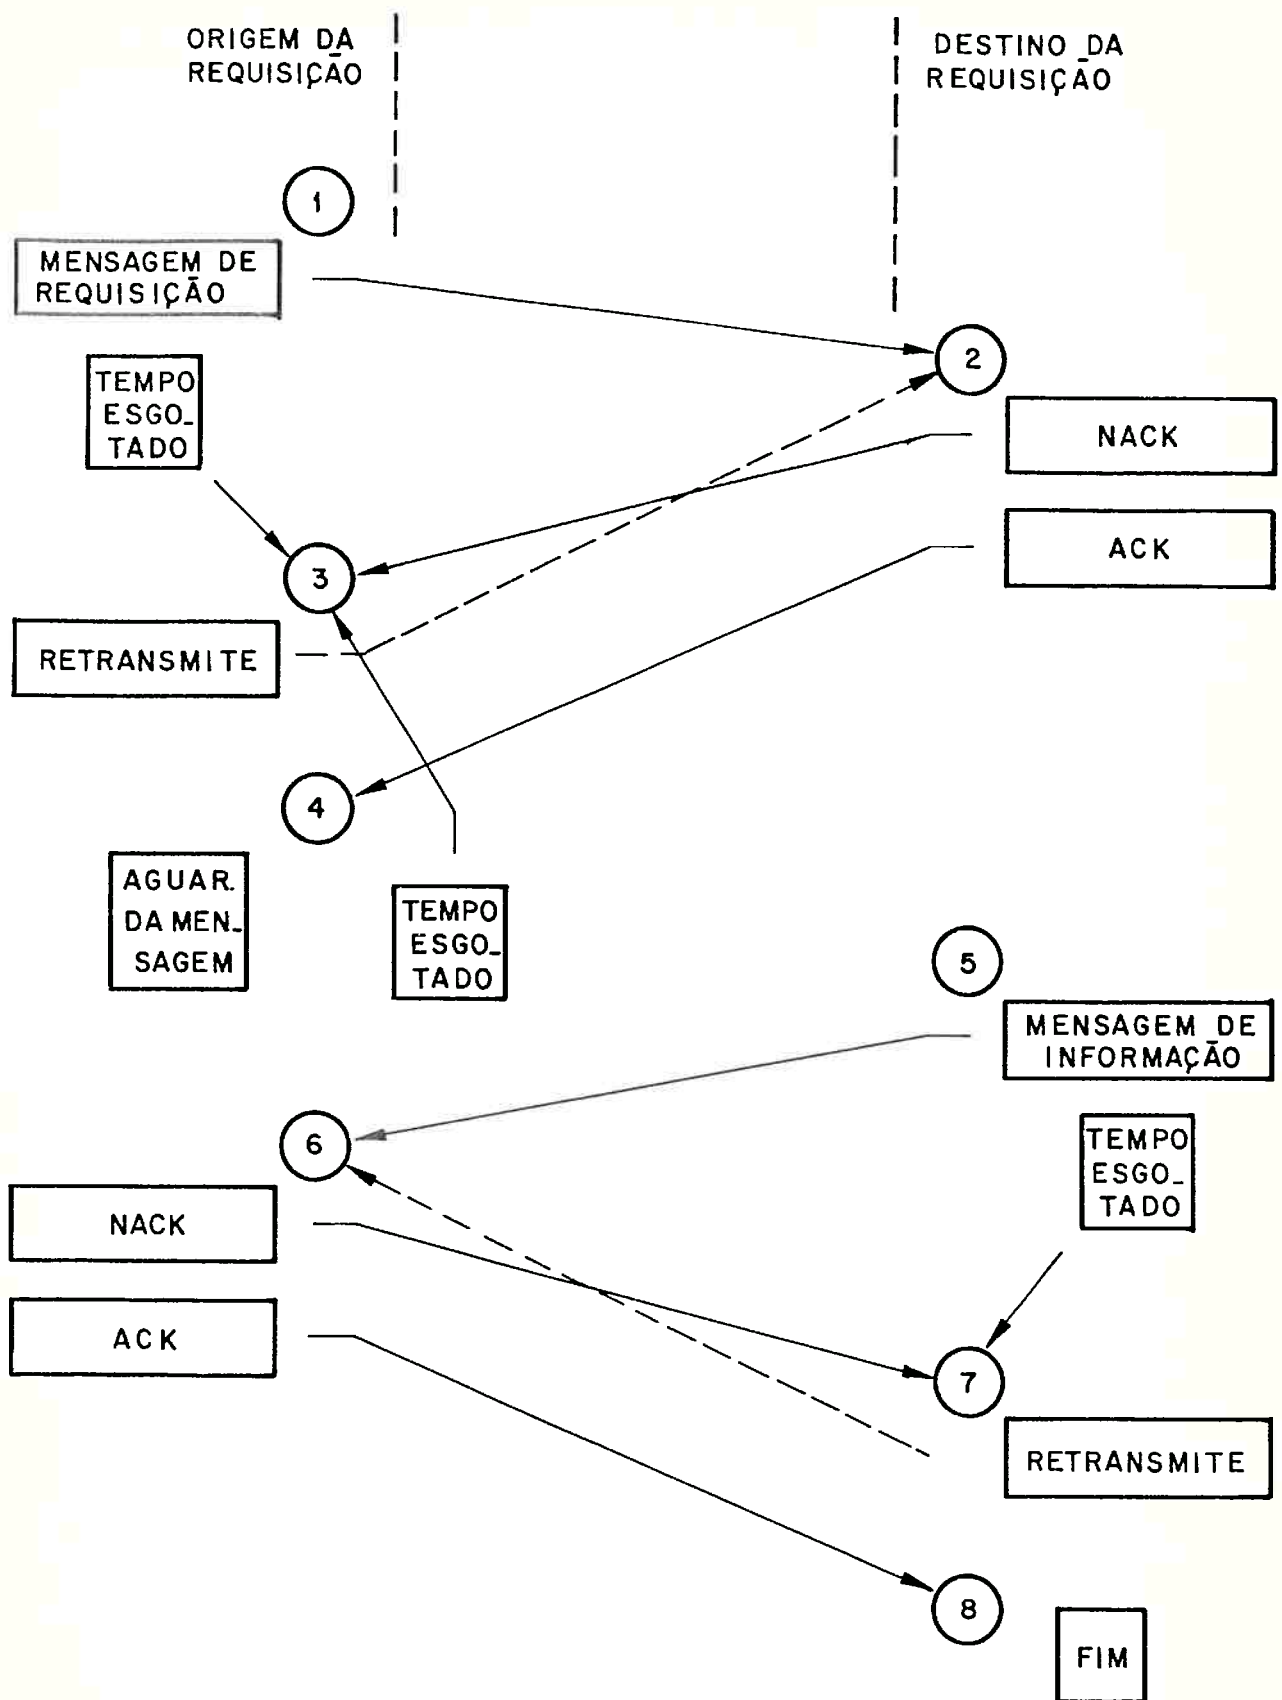 ORIGEM DA
REQUISIÇÃO
DESTINO DA
REQUISIÇÃO
1
MENSAGEM DE
REQUISIÇÃO
2
TEMPO
ESGO_
TADO
NACK
ACK
3
RETRANSMITE
4
AGUAR.
DA MEN_
SAGEM
TEMPO
ESGO_
TADO
5
MENSAGEM DE
INFORMAÇÃO
6
TEMPO
ESGO_
TADO
NACK
ACK
7
RETRANSMITE
8
FIM